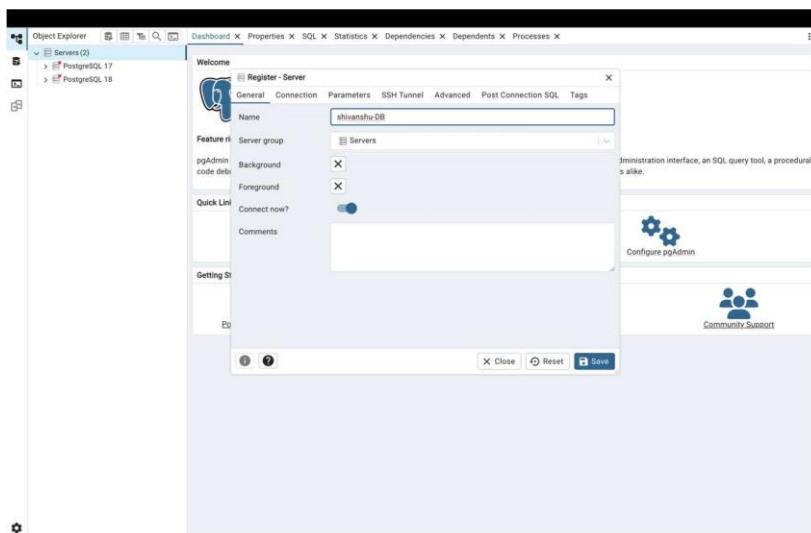 Object Explorer
Dashboard X Properties X SQL X Statistics X Dependencies X Dependents X Processes X
Servers (2)
PostgreSQL 17
PostgreSQL 18
Welcome
Register - Server
General Connection Parameters SSH Tunnel Advanced Post Connection SQL Tags
Name shivanshu-DB
Feature ri
Server group Servers
pgAdmin
dministration interface, an SQL query tool, a procedural
code debu
s alike.
Background
Foreground
Quick Lin
Connect now?
Comments
Configure pgAdmin
Getting St
Po
Community Support
X Close Reset Save